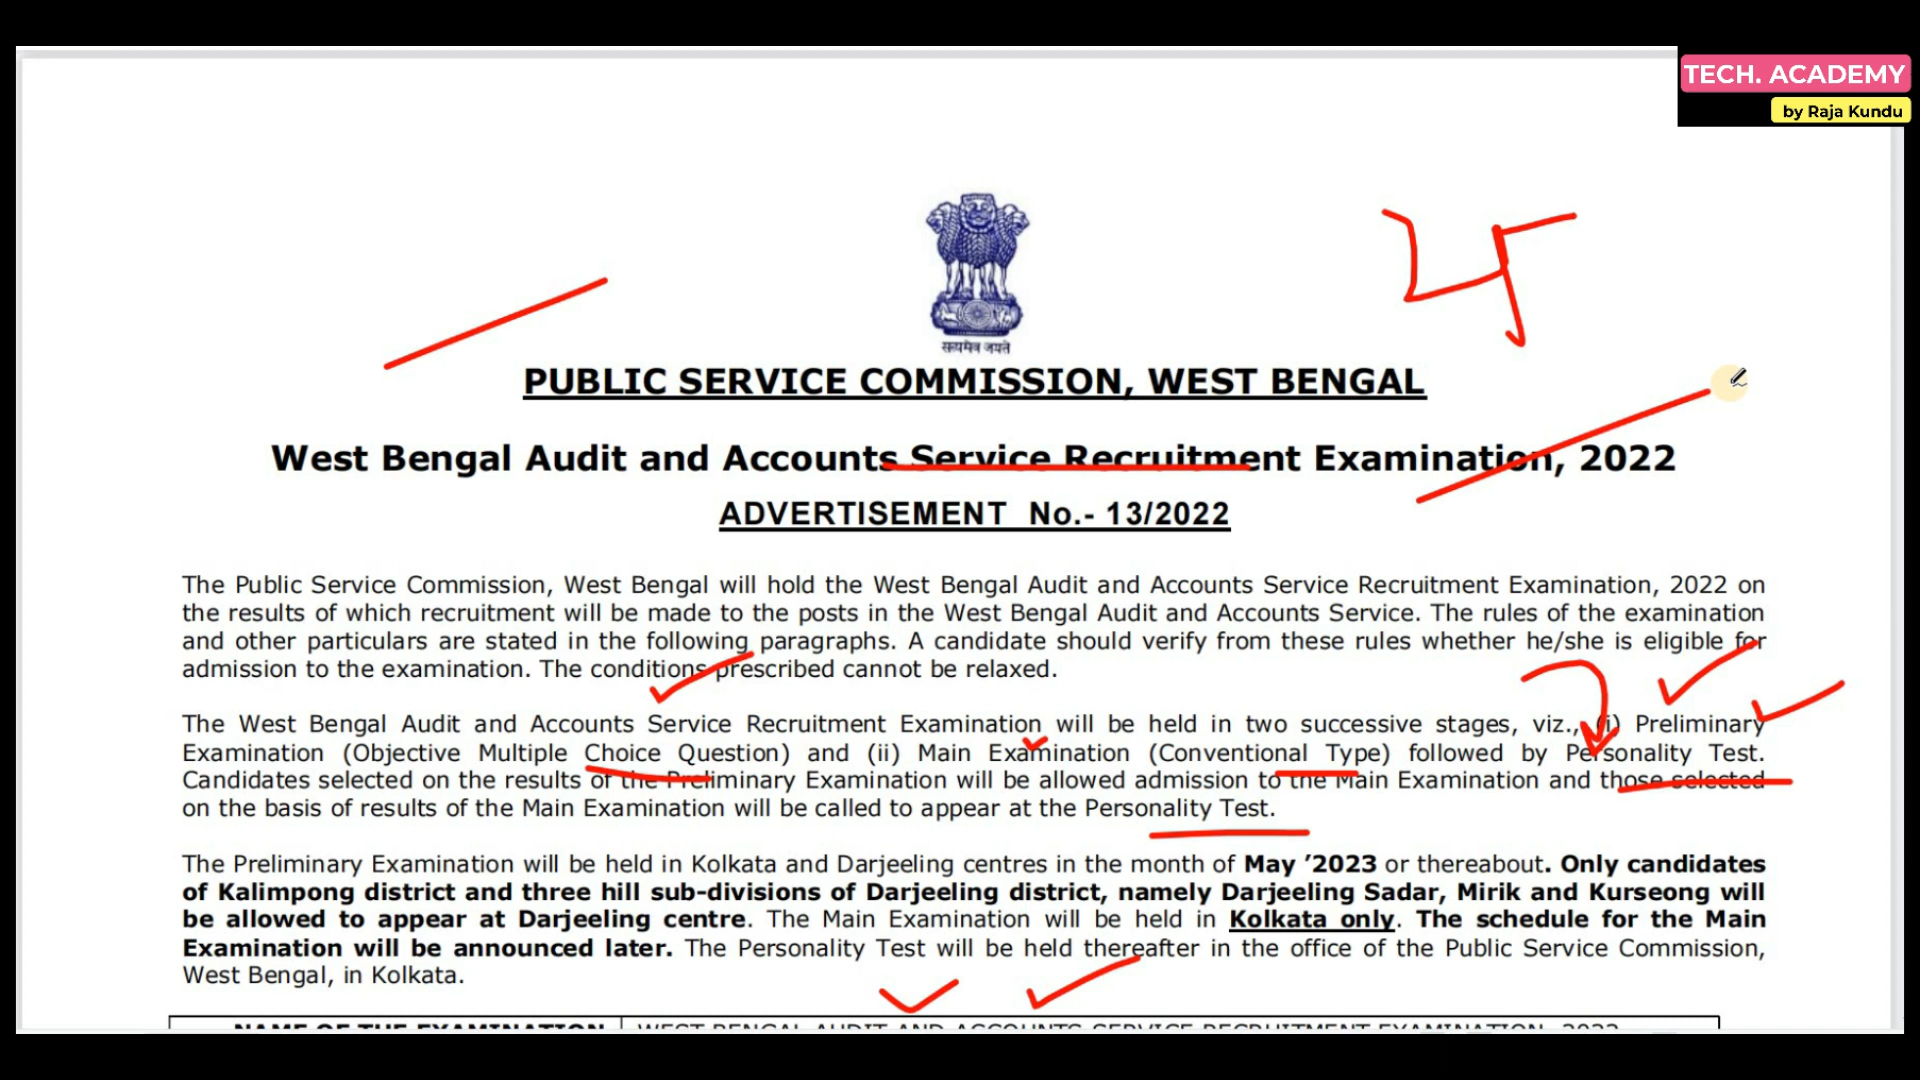 TECH. ACADEMY
by Raja Kundu
सत्यमेव जयते
PUBLIC SERVICE COMMISSION, WEST BENGAL
West Bengal Audit and Accounts Service Recruitment Examination, 2022
ADVERTISEMENT No.- 13/2022
The Public Service Commission, West Bengal will hold the West Bengal Audit and Accounts Service Recruitment Examination, 2022 on
the results of which recruitment will be made to the posts in the West Bengal Audit and Accounts Service. The rules of the examination
and other particulars are stated in the following paragraphs. A candidate should verify from these rules whether he/she is eligible for
admission to the examination. The conditions prescribed cannot be relaxed.
The West Bengal Audit and Accounts Service Recruitment Examination will be held in two successive stages, viz., (i) Preliminary
Examination (Objective Multiple Choice Question) and (ii) Main Examination (Conventional Type) followed by Personality Test.
Candidates selected on the results of the Preliminary Examination will be allowed admission to the Main Examination and those selected
on the basis of results of the Main Examination will be called to appear at the Personality Test.
The Preliminary Examination will be held in Kolkata and Darjeeling centres in the month of May ’2023 or thereabout. Only candidates
of Kalimpong district and three hill sub-divisions of Darjeeling district, namely Darjeeling Sadar, Mirik and Kurseong will
be allowed to appear at Darjeeling centre. The Main Examination will be held in Kolkata only. The schedule for the Main
Examination will be announced later. The Personality Test will be held thereafter in the office of the Public Service Commission,
West Bengal, in Kolkata.
NAME OF THE EXAMINATION WEST BENGAL AUDIT AND ACCOUNTS SERVICE RECRUITMENT EXAMINATION, 2022